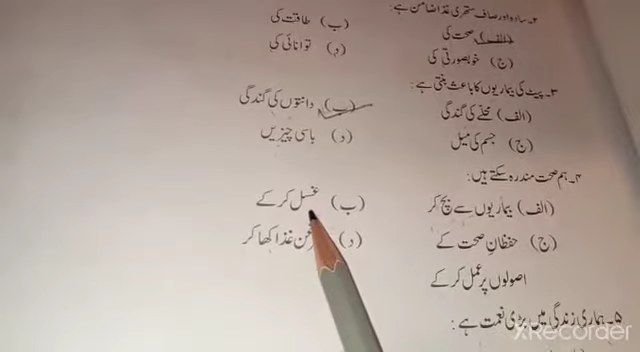 ۲۔ سادہ اور صاف ستھری غذا ضامن ہے:
(الف) صحت کی (ب) طاقت کی
(ج) خوبصورتی کی (د) توانائی کی
۳۔ پیٹ کی بیماریوں کا باعث بنتی ہے:
(الف) محلے کی گندگی (ب) دانتوں کی گندگی
(ج) جسم کی میل (د) باسی چیزیں
۴۔ ہم صحت مند رہ سکتے ہیں:
(الف) بیماریوں سے بچ کر (ب) غسل کر کے
(ج) حفظانِ صحت کے (د) غذا کھا کر
اصولوں پر عمل کر کے
۵۔ ہماری زندگی میں بڑی نعمت ہے:
VivaVideo